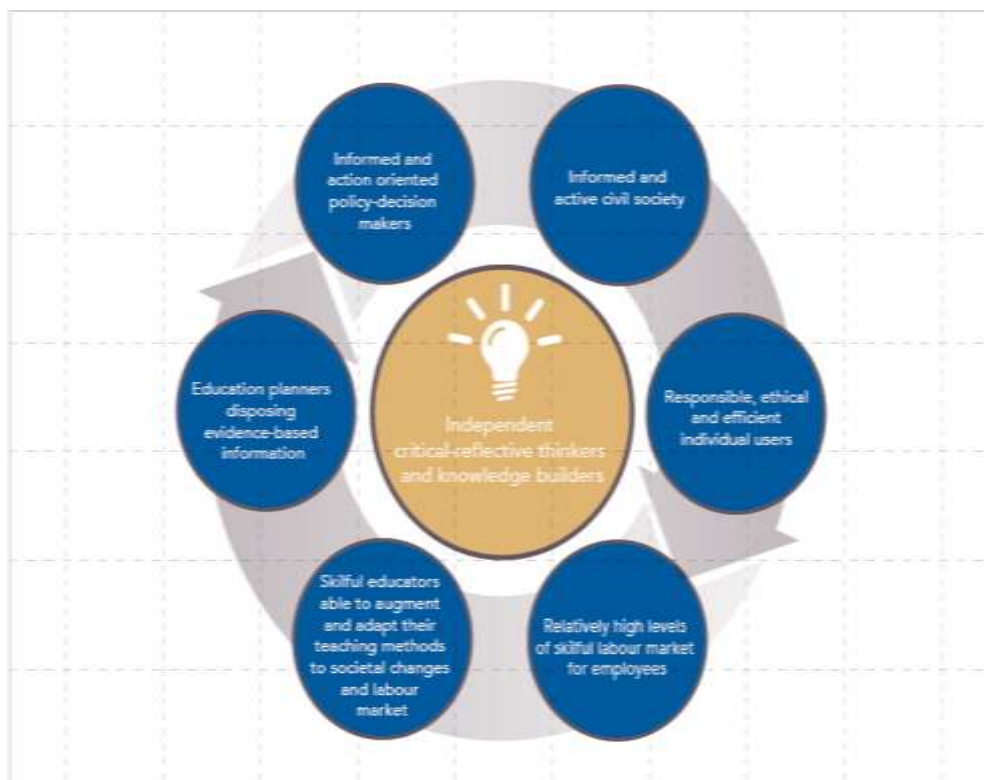 Informed and
action oriented
policy-decision
makers
Informed and
active civil society
Education planners
disposing
evidence-based
information
Independent
critical-reflective thinkers
and knowledge builders
Responsible, ethical
and efficient
individual users
Skilful educators
able to augment
and adapt their
teaching methods
to societal changes
and labour
market
Relatively high levels
of skilful labour market
for employees